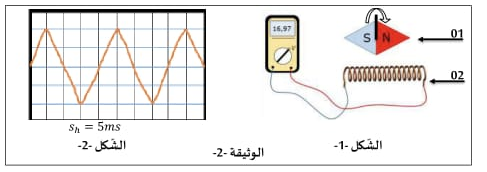 16,97
S N
01
02
s_h = 5ms
الشكل -1-
الشكل -2-
الوثيقة -2-